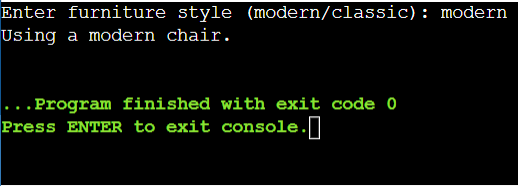 Enter furniture style (modern/classic): modern
Using a modern chair.
...Program finished with exit code 0
Press ENTER to exit console.